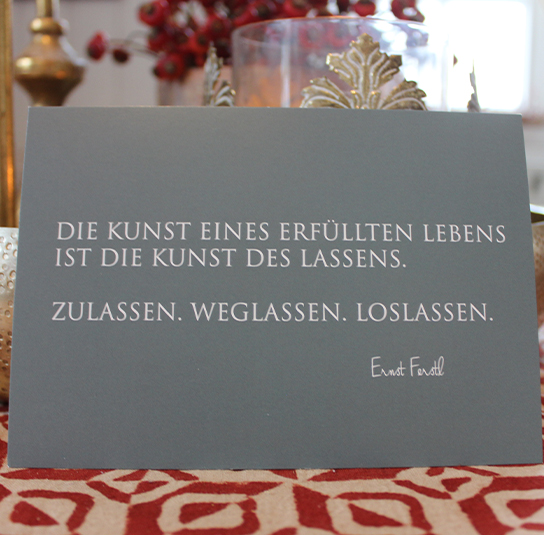 DIE KUNST EINES ERFÜLLTEN LEBENS
IST DIE KUNST DES LASSENS.
ZULASSEN. WEGLASSEN. LOSLASSEN.
Ernst Ferstl